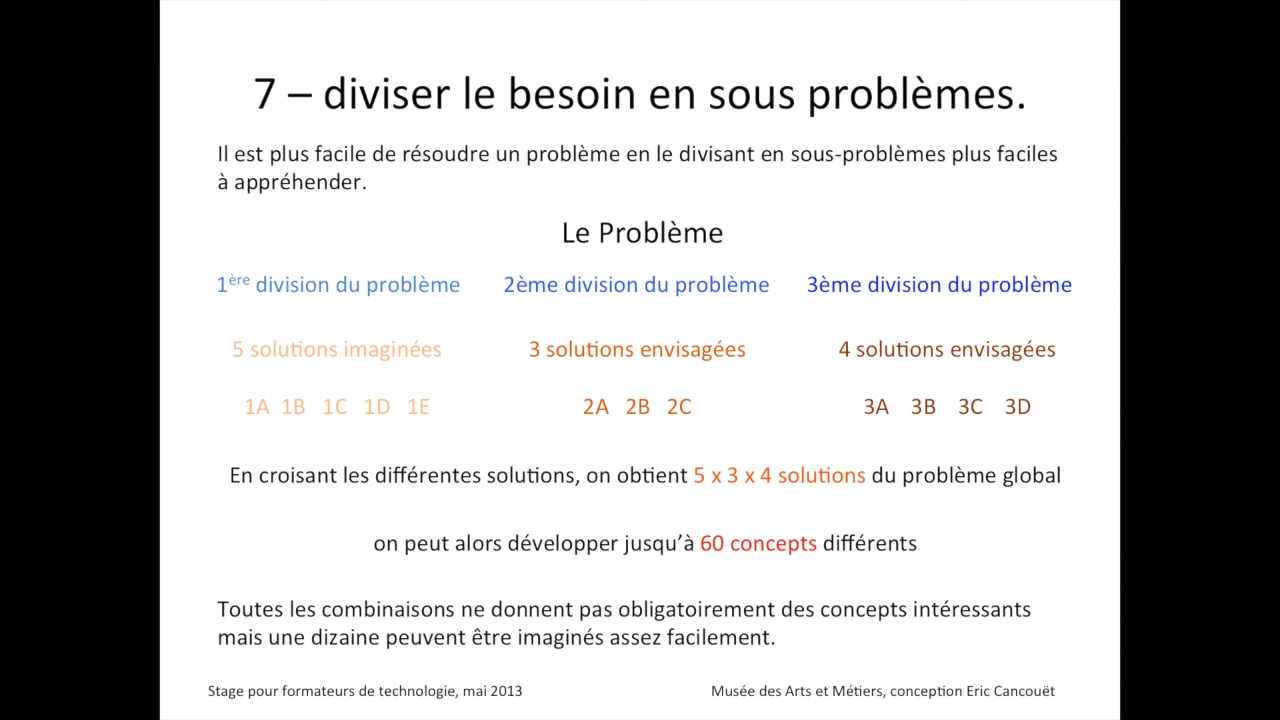 7 – diviser le besoin en sous problèmes.
Il est plus facile de résoudre un problème en le divisant en sous-problèmes plus faciles
à appréhender.
Le Problème
1ère division du problème 2ème division du problème 3ème division du problème
5 solutions imaginées 3 solutions envisagées 4 solutions envisagées
1A 1B 1C 1D 1E 2A 2B 2C 3A 3B 3C 3D
En croisant les différentes solutions, on obtient 5 x 3 x 4 solutions du problème global
on peut alors développer jusqu'à 60 concepts différents
Toutes les combinaisons ne donnent pas obligatoirement des concepts intéressants
mais une dizaine peuvent être imaginés assez facilement.
Stage pour formateurs de technologie, mai 2013 Musée des Arts et Métiers, conception Eric Cancouët